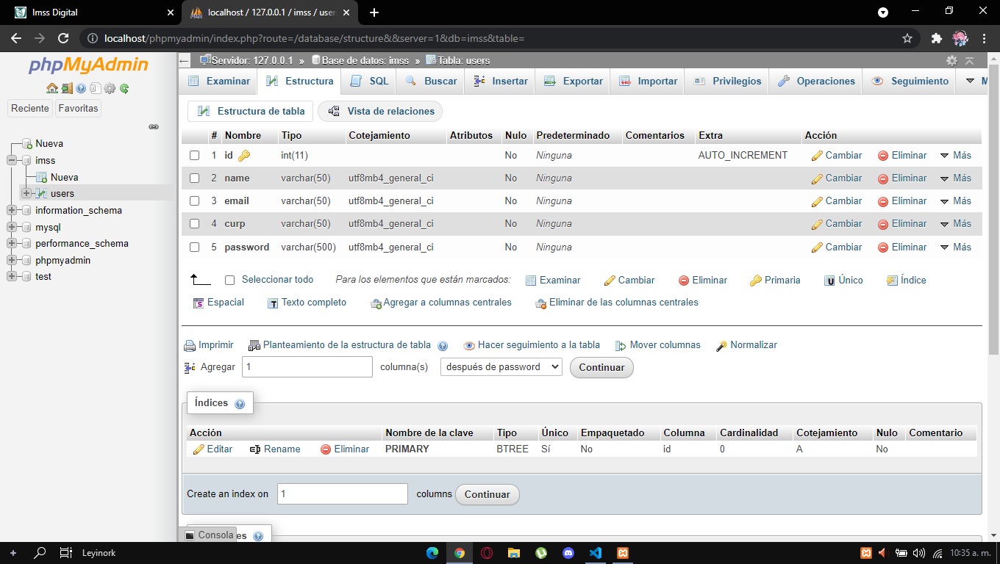 Imss Digital
localhost / 127.0.0.1 / imss / user
localhost/phpmyadmin/index.php?route=/database/structure&&server=1&db=imss&table=
phpMyAdmin
Reciente Favoritas
Nueva
imss
Nueva
users
information_schema
mysql
performance_schema
phpmyadmin
test
Servidor: 127.0.0.1 » Base de datos: imss » Tabla: users
Examinar Estructura SQL Buscar Insertar Exportar Importar Privilegios Operaciones Seguimiento M
Estructura de tabla Vista de relaciones
# Nombre Tipo Cotejamiento Atributos Nulo Predeterminado Comentarios Extra Acción
1 id int(11) No Ninguna AUTO_INCREMENT Cambiar Eliminar Más
2 name varchar(50) utf8mb4_general_ci No Ninguna Cambiar Eliminar Más
3 email varchar(50) utf8mb4_general_ci No Ninguna Cambiar Eliminar Más
4 curp varchar(50) utf8mb4_general_ci No Ninguna Cambiar Eliminar Más
5 password varchar(500) utf8mb4_general_ci No Ninguna Cambiar Eliminar Más
Seleccionar todo Para los elementos que están marcados: Examinar Cambiar Eliminar Primaria Único Índice
Espacial Texto completo Agregar a columnas centrales Eliminar de las columnas centrales
Imprimir Planteamiento de la estructura de tabla Hacer seguimiento a la tabla Mover columnas Normalizar
Agregar 1 columna(s) después de password Continuar
Índices
Acción Nombre de la clave Tipo Único Empaquetado Columna Cardinalidad Cotejamiento Nulo Comentario
Editar Rename Eliminar PRIMARY BTREE Sí No id 0 A No
Create an index on 1 columns Continuar
Consola es
Leyinork
10:35 a. m.